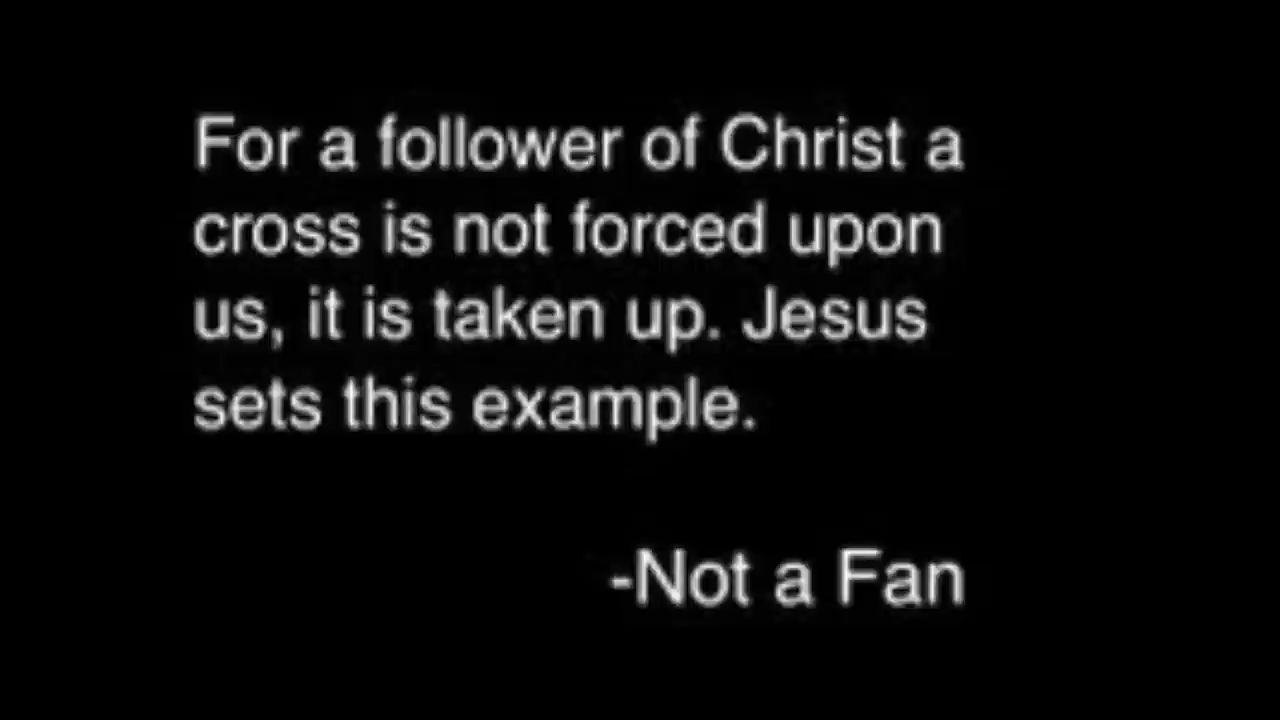 For a follower of Christ a
cross is not forced upon
us, it is taken up. Jesus
sets this example.
-Not a Fan